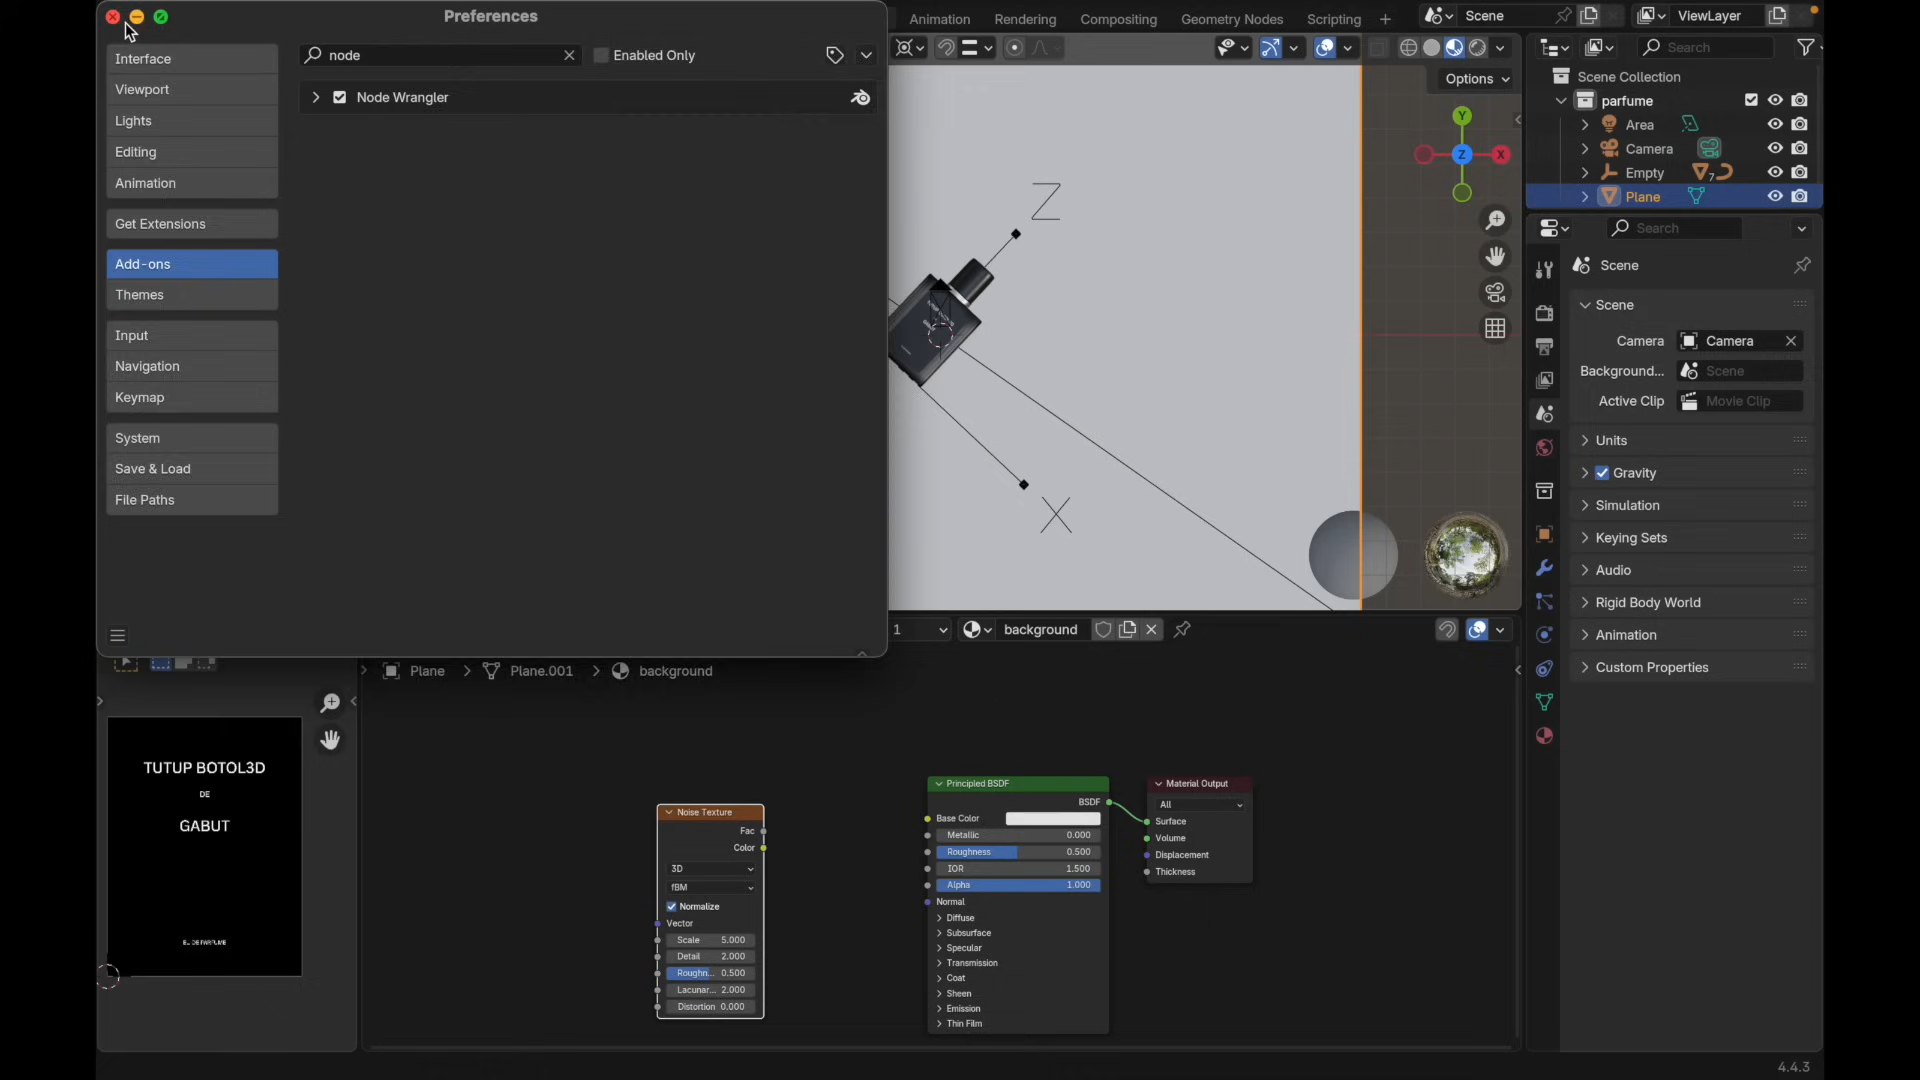 Preferences
Interface
Viewport
Lights
Editing
Animation
Get Extensions
Add-ons
Themes
Input
Navigation
Keymap
System
Save & Load
File Paths
node
Enabled Only
Node Wrangler
Animation
Rendering
Compositing
Geometry Nodes
Scripting
Scene
ViewLayer
Options
Y
Z
X
Z
X
Search
Scene Collection
parfume
Area
Camera
Empty
7
Plane
Search
Scene
Scene
Camera
Camera
Background...
Scene
Active Clip
Movie Clip
Units
Gravity
Simulation
Keying Sets
Audio
Rigid Body World
Animation
Custom Properties
1
background
Plane
Plane.001
background
TUTUP BOTOL3D
DE
GABUT
Noise Texture
Fac
Color
3D
fBM
Normalize
Vector
Scale 5.000
Detail 2.000
Roughn... 0.500
Lacunar... 2.000
Distortion 0.000
Principled BSDF
BSDF
Base Color
Metallic 0.000
Roughness 0.500
IOR 1.500
Alpha 1.000
Normal
Diffuse
Subsurface
Specular
Transmission
Coat
Sheen
Emission
Thin Film
Material Output
All
Surface
Volume
Displacement
Thickness
4.4.3